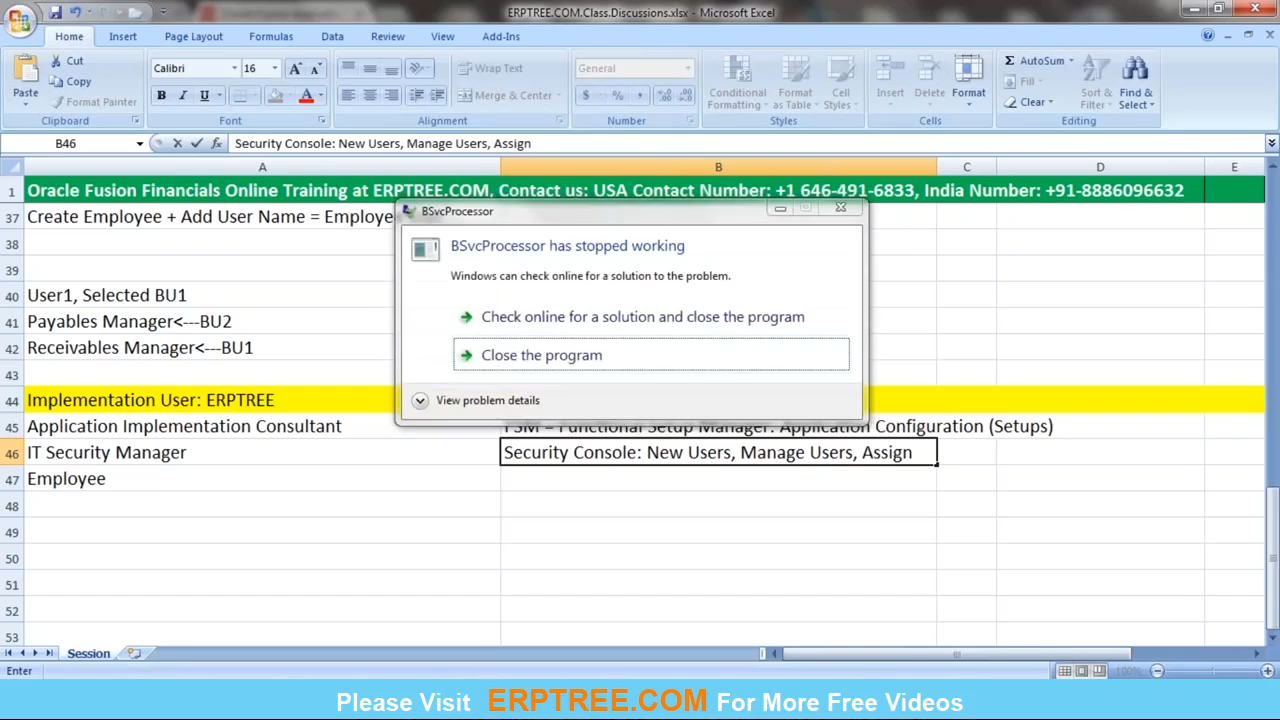 ERPTREE.COM.Class.Discussions.xlsx - Microsoft Excel
Home Insert Page Layout Formulas Data Review View Add-Ins
Paste Cut Copy Format Painter Clipboard
Calibri 16 B I U A Font
Wrap Text Merge & Center Alignment
General $ % , Number
Conditional Formatting Format as Table Cell Styles Styles
Insert Delete Format Cells
Σ AutoSum Fill Clear Sort & Filter Find & Select Editing
B46 fx Security Console: New Users, Manage Users, Assign
A B C D E
1 Oracle Fusion Financials Online Training at ERPTREE.COM, Contact us: USA Contact Number: +1 646-491-6833, India Number: +91-8886096632
37 Create Employee + Add User Name = Employe
BSvcProcessor
BSvcProcessor has stopped working
Windows can check online for a solution to the problem.
Check online for a solution and close the program
Close the program
View problem details
38
39
40 User1, Selected BU1
41 Payables Manager<---BU2
42 Receivables Manager<---BU1
43
44 Implementation User: ERPTREE
45 Application Implementation Consultant FSM = Functional Setup Manager: Application Configuration (Setups)
46 IT Security Manager Security Console: New Users, Manage Users, Assign
47 Employee
48
49
50
51
52
53
Session
Enter 100%
Please Visit ERPTREE.COM For More Free Videos